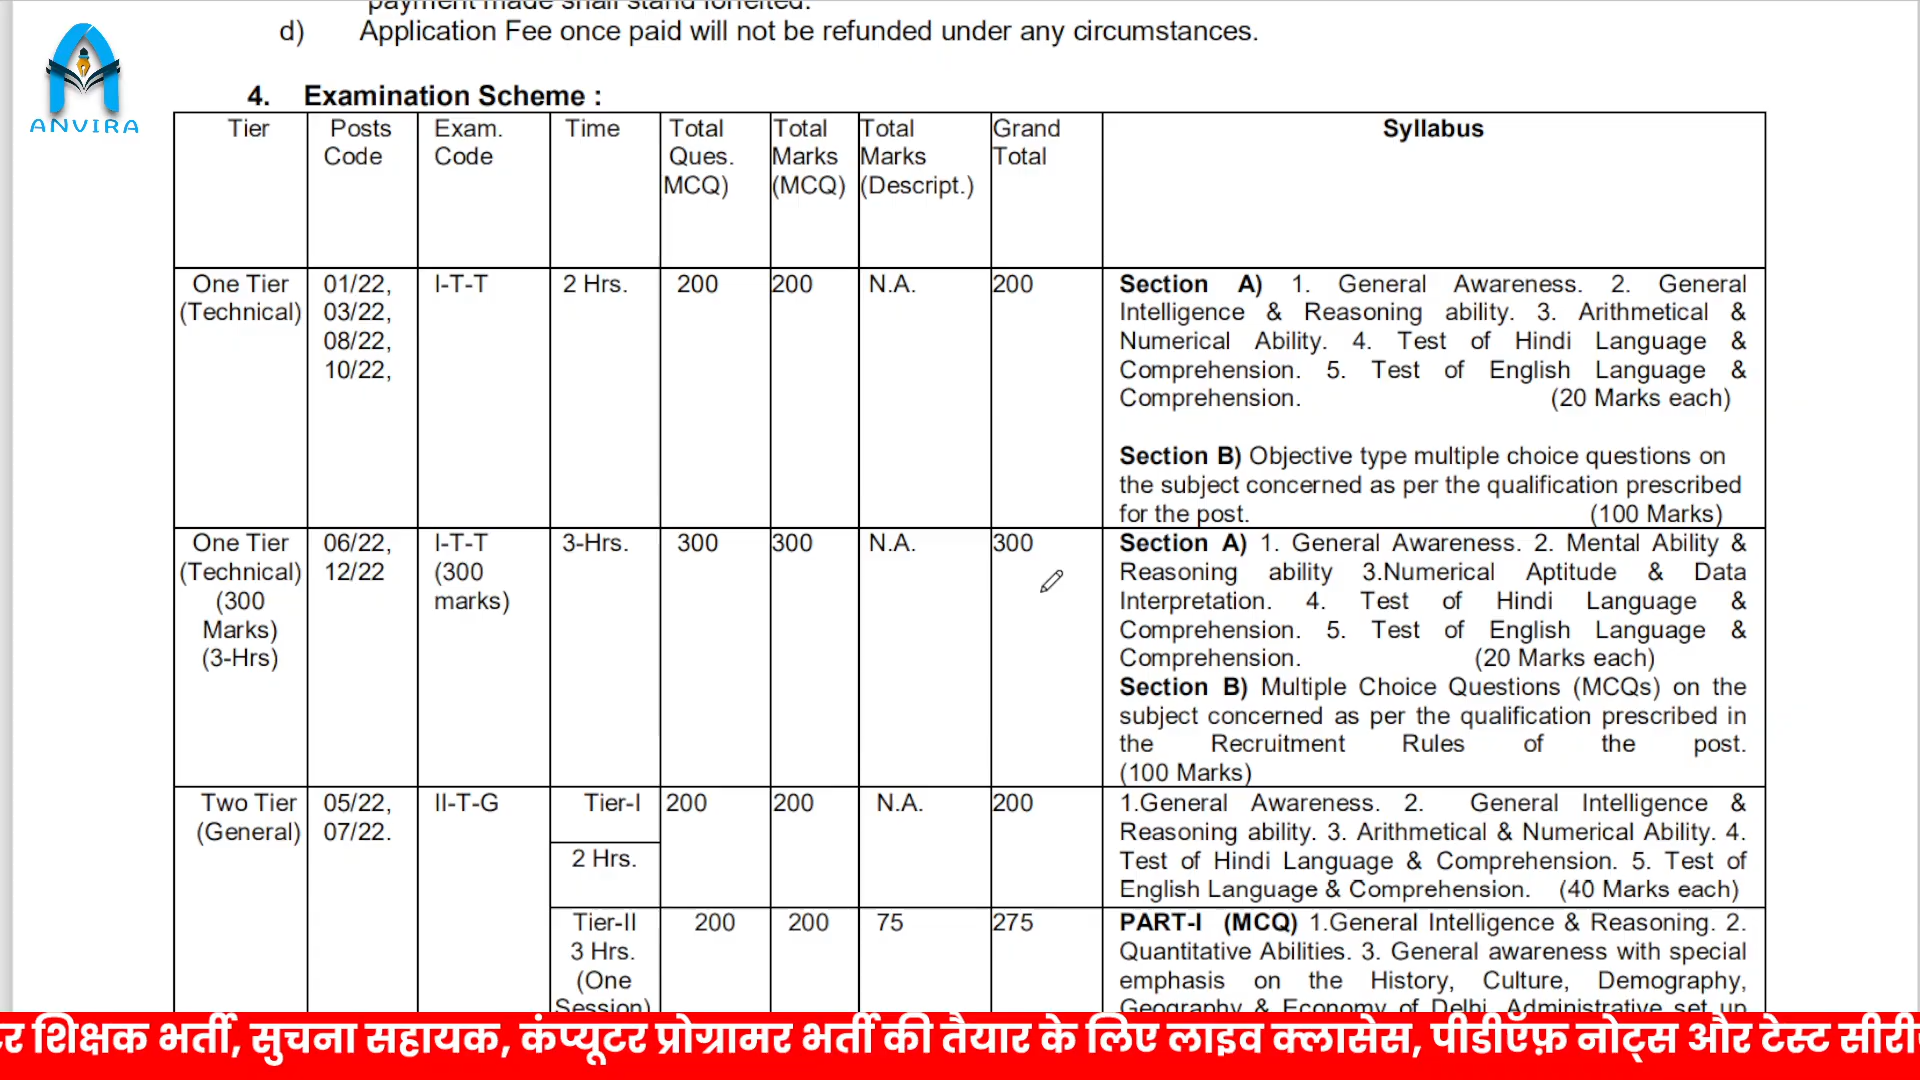 payment made shall stand forfeited.
d) Application Fee once paid will not be refunded under any circumstances.
ANVIRA
4. Examination Scheme :
Tier Posts Code Exam. Code Time Total Ques. MCQ) Total Marks (MCQ) Total Marks (Descript.) Grand Total Syllabus
One Tier (Technical)
01/22,
03/22,
08/22,
10/22,
I-T-T
2 Hrs.
200
200
N.A.
200
Section A) 1. General Awareness. 2. General
Intelligence & Reasoning ability. 3. Arithmetical &
Numerical Ability. 4. Test of Hindi Language &
Comprehension. 5. Test of English Language &
Comprehension. (20 Marks each)
Section B) Objective type multiple choice questions on
the subject concerned as per the qualification prescribed
for the post. (100 Marks)
One Tier
(Technical)
(300
Marks)
(3-Hrs)
06/22,
12/22
I-T-T
(300
marks)
3-Hrs.
300
300
N.A.
300
Section A) 1. General Awareness. 2. Mental Ability &
Reasoning ability 3.Numerical Aptitude & Data
Interpretation. 4. Test of Hindi Language &
Comprehension. 5. Test of English Language &
Comprehension. (20 Marks each)
Section B) Multiple Choice Questions (MCQs) on the
subject concerned as per the qualification prescribed in
the Recruitment Rules of the post.
(100 Marks)
Two Tier
(General)
05/22,
07/22.
II-T-G
Tier-I
2 Hrs.
200
200
N.A.
200
1.General Awareness. 2. General Intelligence &
Reasoning ability. 3. Arithmetical & Numerical Ability. 4.
Test of Hindi Language & Comprehension. 5. Test of
English Language & Comprehension. (40 Marks each)
Tier-II
3 Hrs.
(One
Session)
200
200
75
275
PART-I (MCQ) 1.General Intelligence & Reasoning. 2.
Quantitative Abilities. 3. General awareness with special
emphasis on the History, Culture, Demography,
Geography & Economy of Delhi, Administrative set up
शिक्षक भर्ती, सुचना सहायक, कंप्यूटर प्रोग्रामर भर्ती की तैयार के लिए लाइव क्लासेस, पीडीएॅफ़ नोट्स और टेस्ट